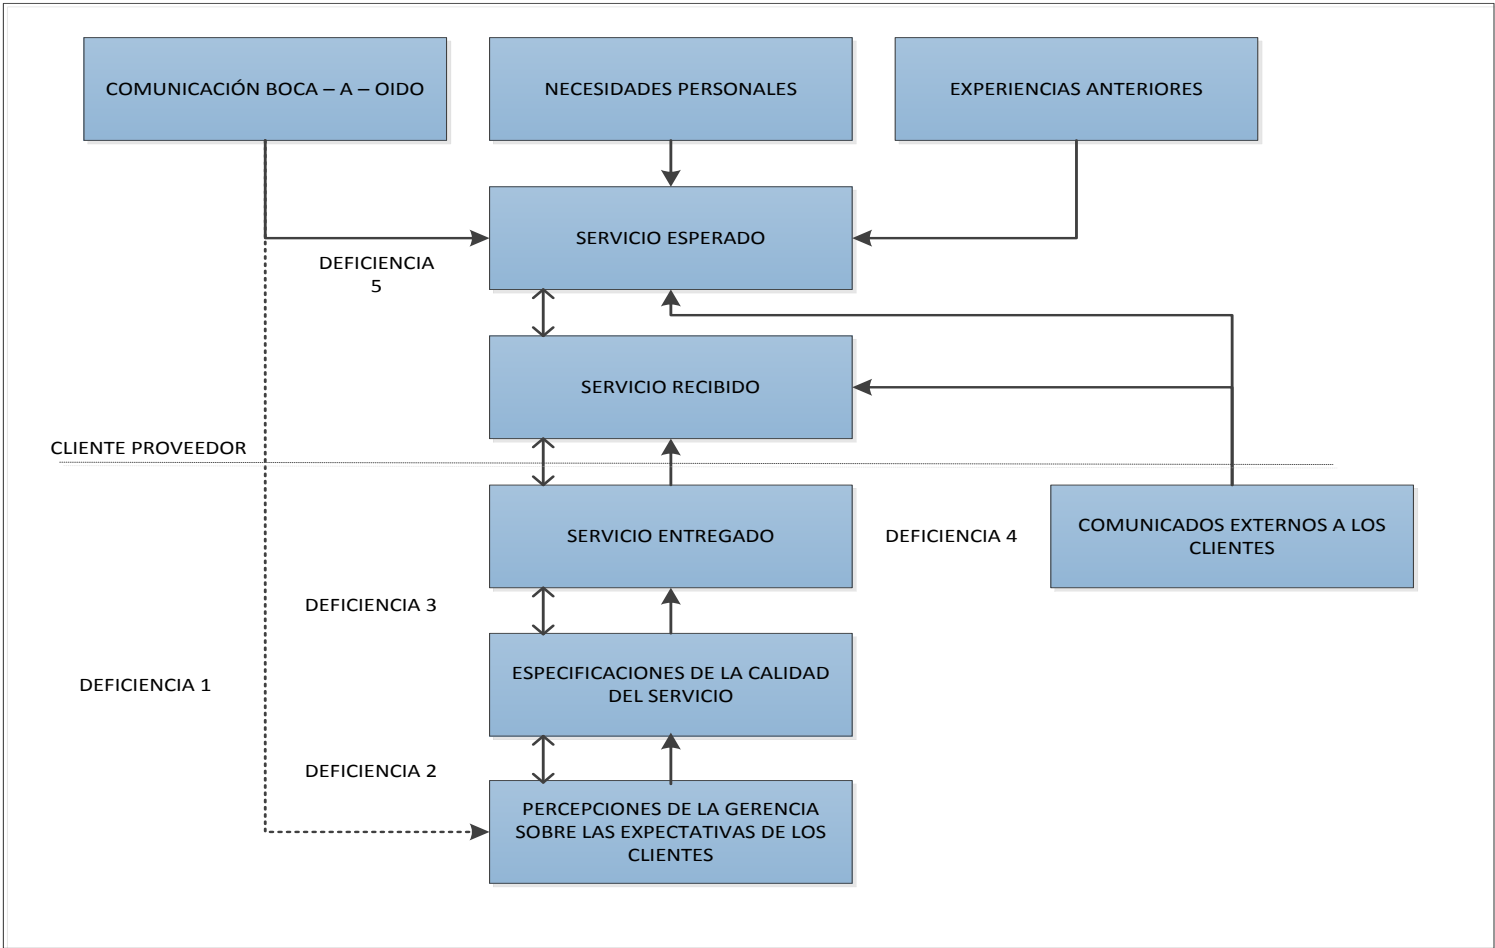 COMUNICACIÓN BOCA – A – OIDO
NECESIDADES PERSONALES
EXPERIENCIAS ANTERIORES
SERVICIO ESPERADO
DEFICIENCIA
5
SERVICIO RECIBIDO
CLIENTE PROVEEDOR
SERVICIO ENTREGADO
DEFICIENCIA 4
COMUNICADOS EXTERNOS A LOS
CLIENTES
DEFICIENCIA 3
ESPECIFICACIONES DE LA CALIDAD
DEL SERVICIO
DEFICIENCIA 1
DEFICIENCIA 2
PERCEPCIONES DE LA GERENCIA
SOBRE LAS EXPECTATIVAS DE LOS
CLIENTES